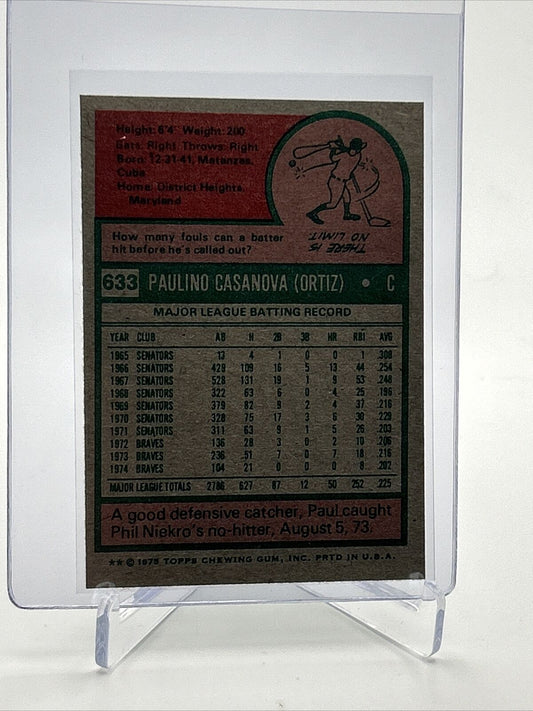 Height: 6'4" Weight: 200
Bats: Right Throws: Right
Born: 12-31-41, Matanzas,
Cuba
Home: District Heights,
Maryland
THERE IS
NO LIMIT.
How many fouls can a batter
hit before he's called out?
633 PAULINO CASANOVA (ORTIZ) • C
MAJOR LEAGUE BATTING RECORD
YEAR CLUB AB H 2B 3B HR RBI AVG
1965 SENATORS 13 4 1 0 0 1 .308
1966 SENATORS 429 109 16 5 13 44 .254
1967 SENATORS 528 131 19 1 9 53 .248
1968 SENATORS 322 63 6 0 4 25 .196
1969 SENATORS 379 82 9 2 4 37 .216
1970 SENATORS 328 75 17 3 6 30 .229
1971 SENATORS 311 63 9 1 5 26 .203
1972 BRAVES 136 28 3 0 2 10 .206
1973 BRAVES 236 51 7 0 7 18 .216
1974 BRAVES 104 21 0 0 0 8 .202
MAJOR LEAGUE TOTALS 2786 627 87 12 50 252 .225
A good defensive catcher, Paul caught
Phil Niekro's no-hitter, August 5, 73.
★★ © 1975 TOPPS CHEWING GUM, INC. PRTD IN U.S.A.